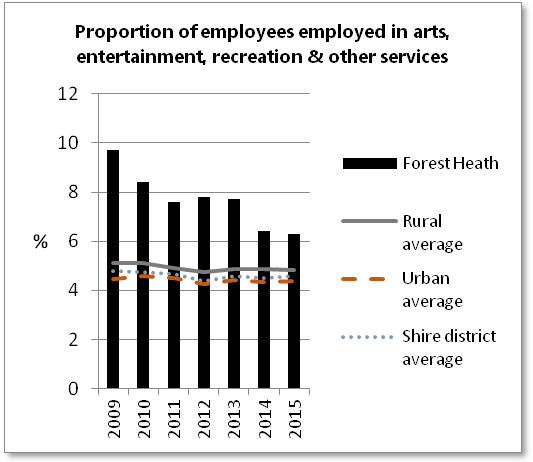 Proportion of employees employed in arts,
entertainment, recreation & other services
12
10
8
6
4
2
0
%
2009
2010
2011
2012
2013
2014
2015
Forest Heath
Rural
average
Urban
average
Shire district
average